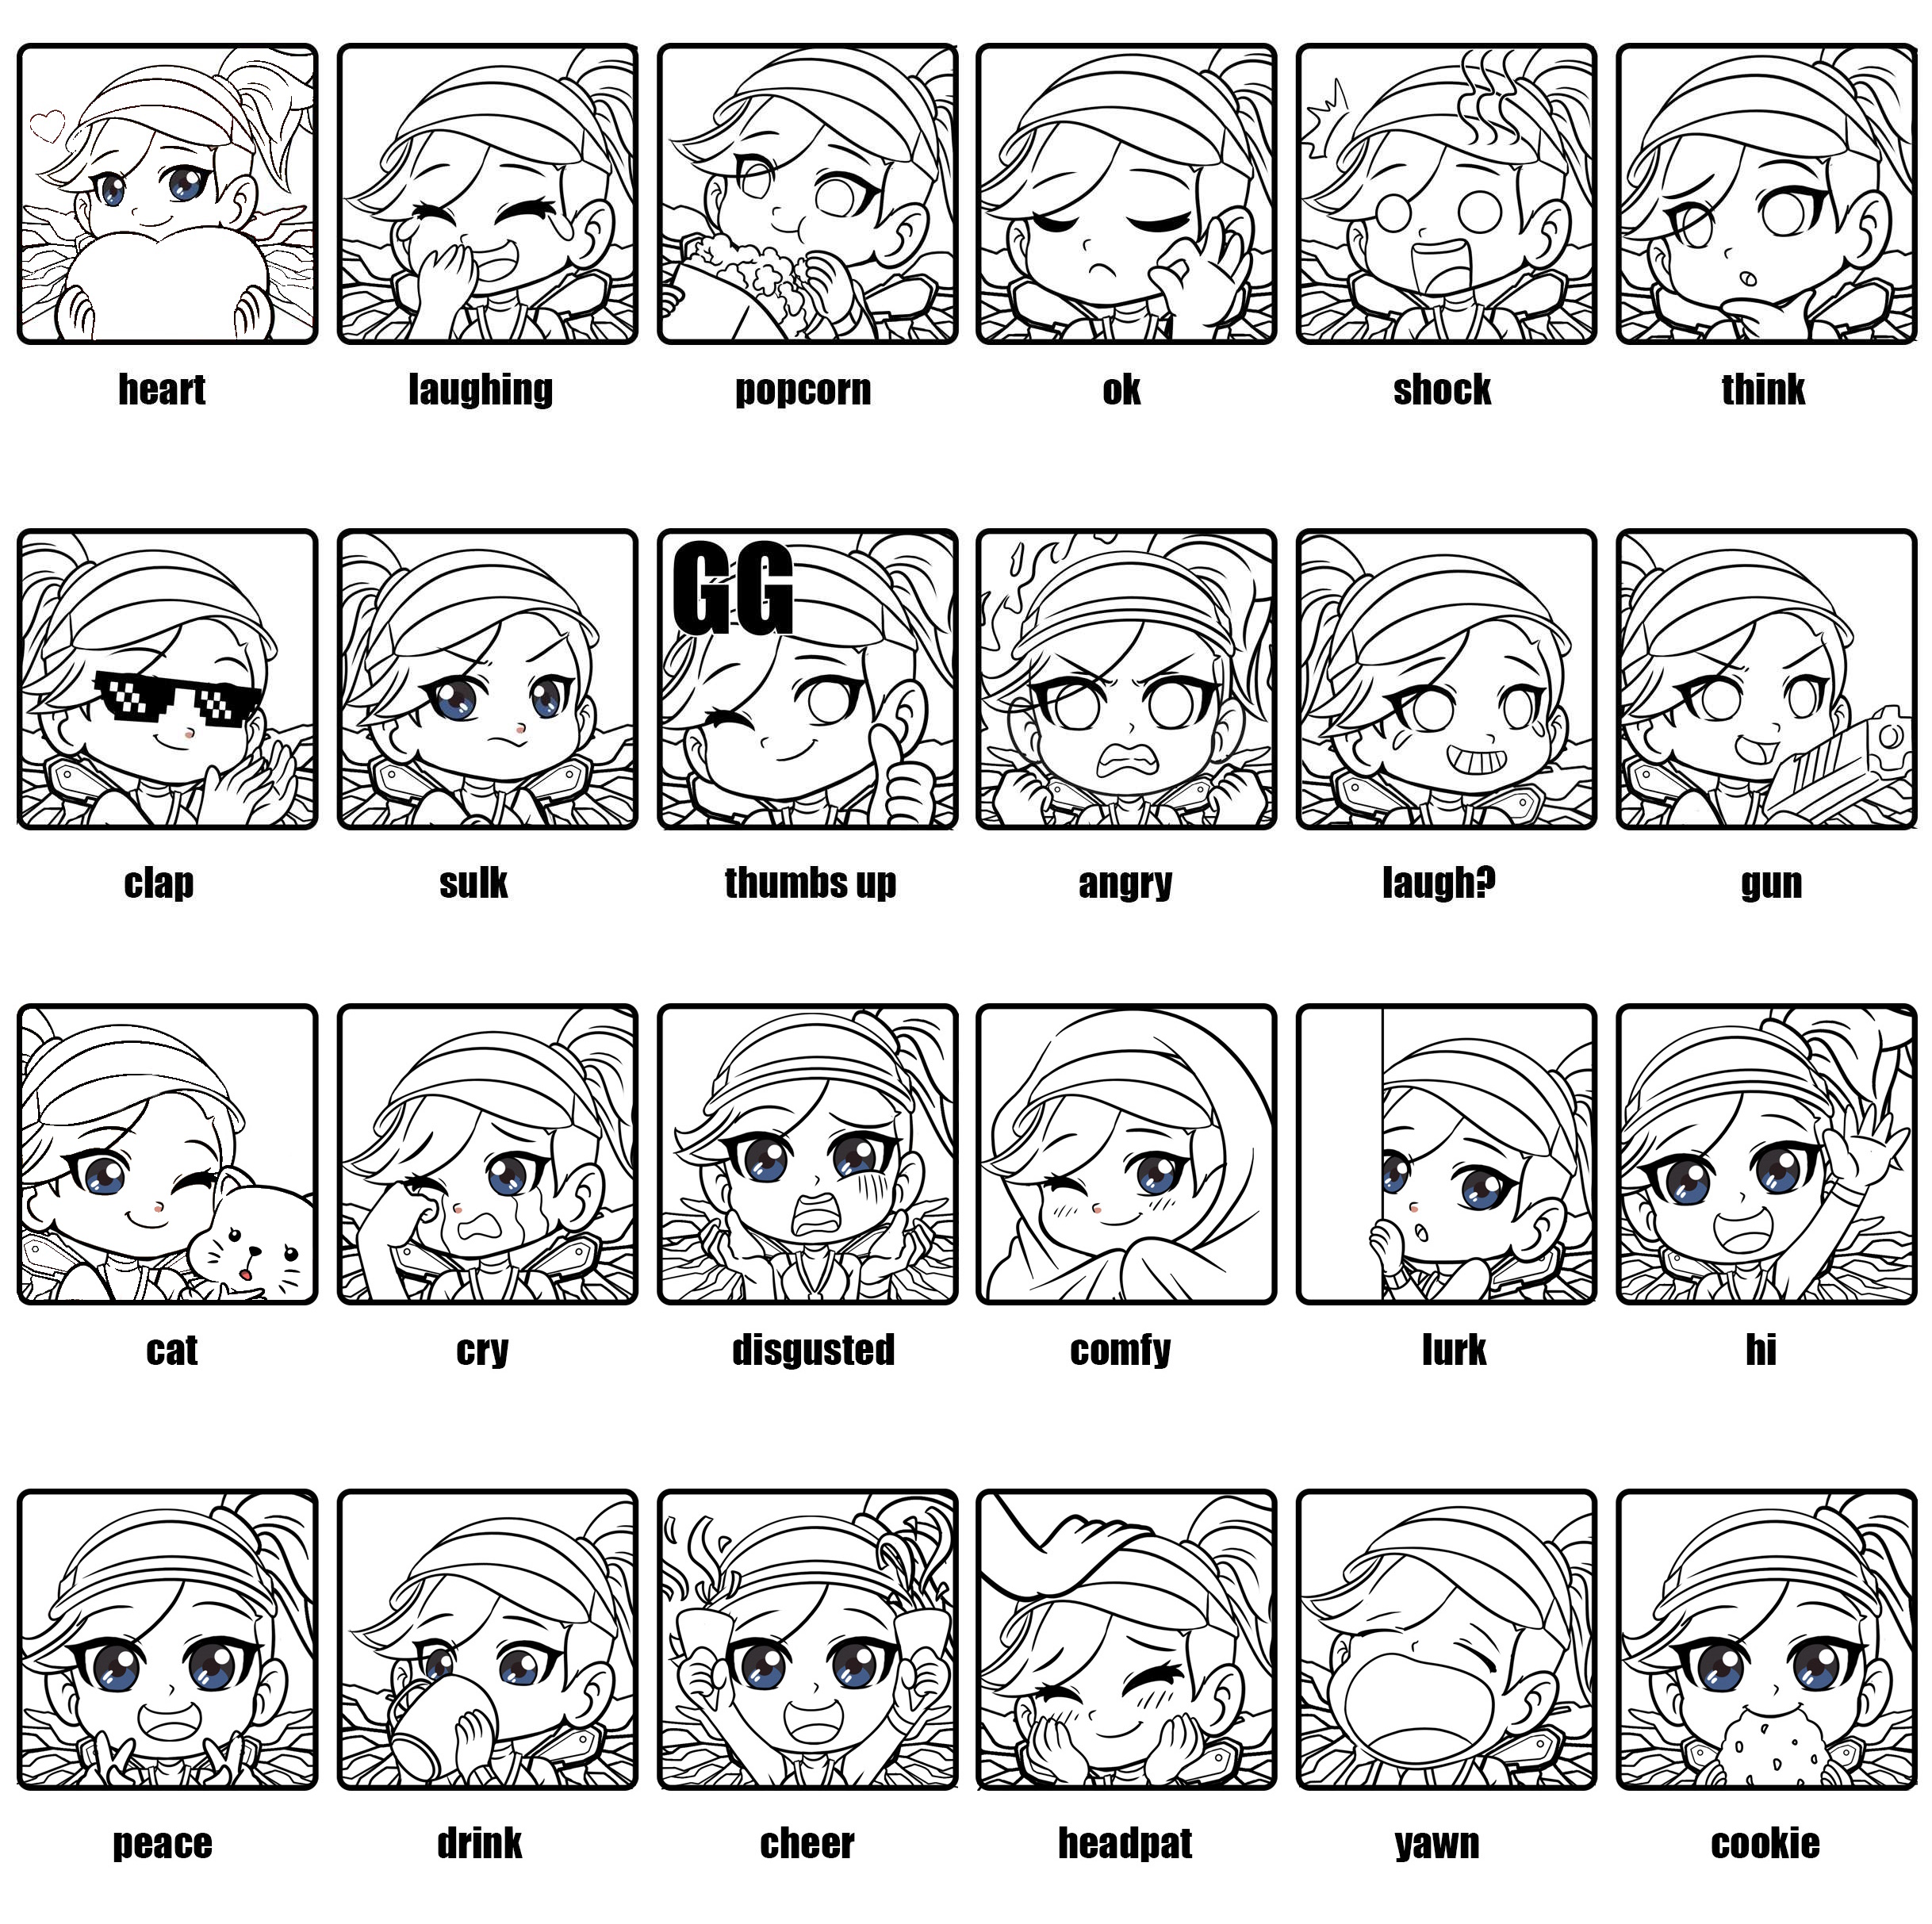 heart
laughing
popcorn
ok
shock
think
GG
clap
sulk
thumbs up
angry
laugh?
gun
cat
cry
disgusted
comfy
lurk
hi
peace
drink
cheer
headpat
yawn
cookie